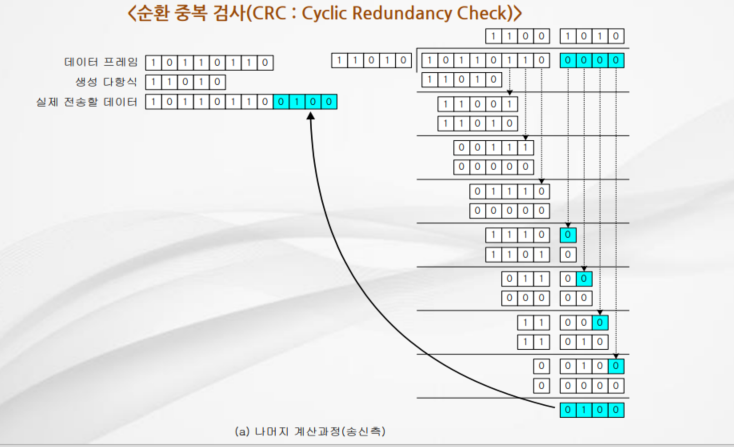 <순환 중복 검사(CRC : Cyclic Redundancy Check)>
1 1 0 0 1 0 1 0
데이터 프레임 1 0 1 1 0 1 1 0
1 1 0 1 0 1 0 1 1 0 1 1 0 0 0 0 0
생성 다항식 1 1 0 1 0
1 1 0 1 0
실제 전송할 데이터 1 0 1 1 0 1 1 0 0 1 0 0
1 1 0 0 1
1 1 0 1 0
0 0 1 1 1
0 0 0 0 0
0 1 1 1 0
0 0 0 0 0
1 1 1 0 0
1 1 0 1 0
0 1 1 0 0
0 0 0 0 0
1 1 0 0 0
1 1 0 1 0
0 0 1 0 0
0 0 0 0 0
0 1 0 0
(a) 나머지 계산과정(송신측)